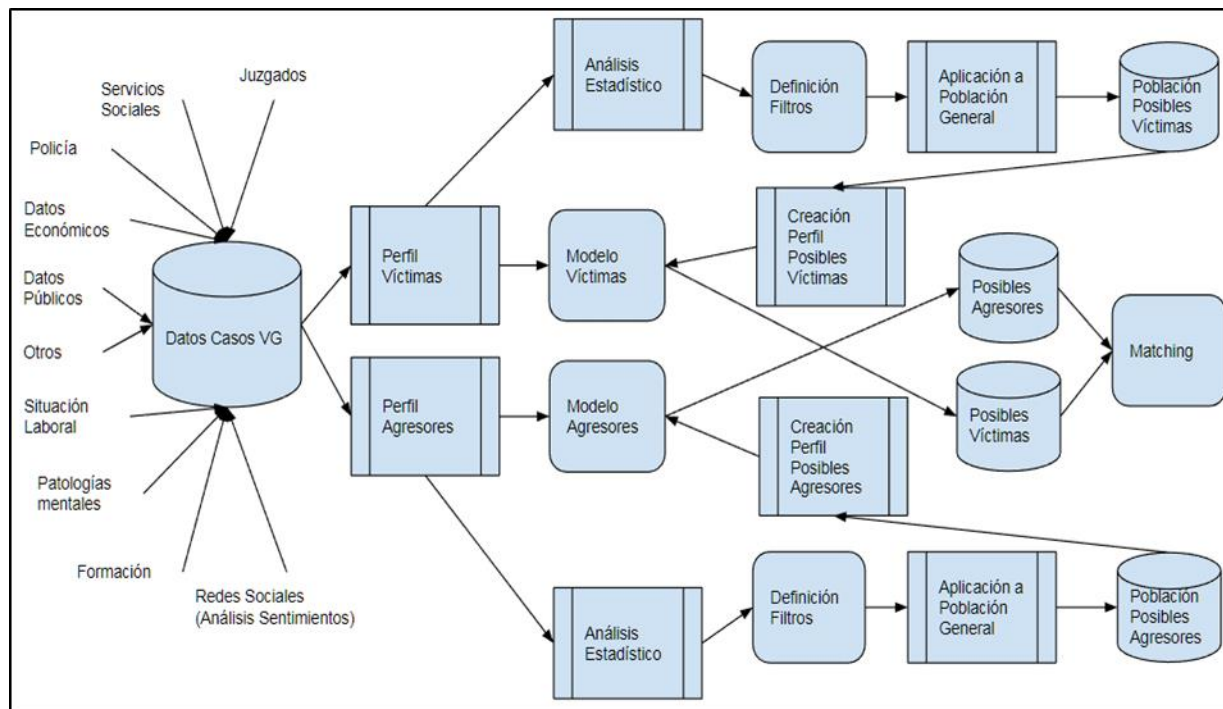 Juzgados
Servicios
Sociales
Policía
Datos
Económicos
Datos
Públicos
Otros
Situación
Laboral
Patologías
mentales
Formación
Redes Sociales
(Análisis Sentimientos)
Datos Casos VG
Perfil
Víctimas
Perfil
Agresores
Análisis
Estadístico
Definición
Filtros
Aplicación a
Población
General
Población
Posibles
Víctimas
Modelo
Víctimas
Creación
Perfil
Posibles
Víctimas
Posibles
Agresores
Matching
Modelo
Agresores
Creación
Perfil
Posibles
Agresores
Posibles
Víctimas
Análisis
Estadístico
Definición
Filtros
Aplicación a
Población
General
Población
Posibles
Agresores